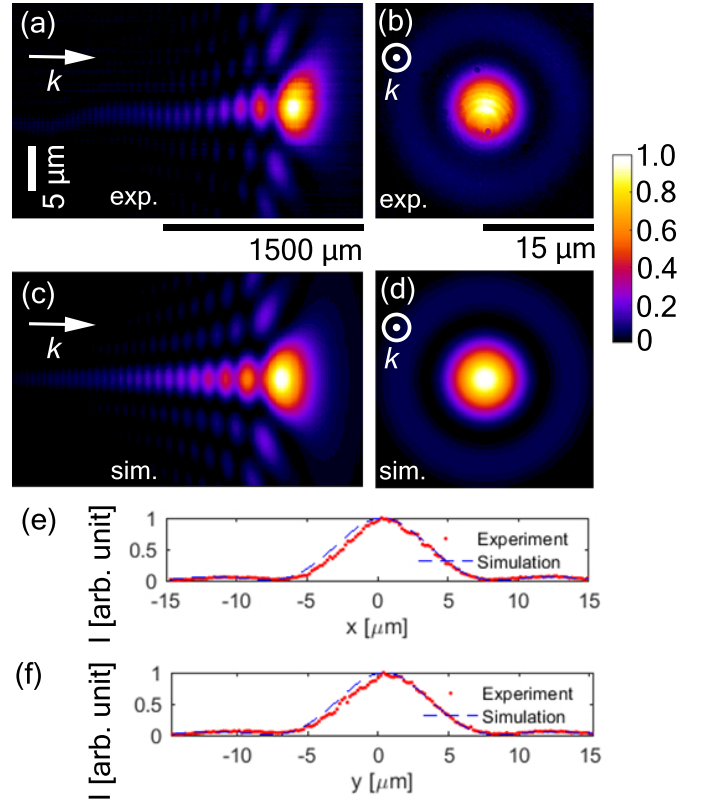 (a)
k
5 µm
exp.
1500 µm
(b)
k
exp.
15 µm
1.0
0.8
0.6
0.4
0.2
0
(c)
k
sim.
(d)
k
sim.
(e)
I [arb. unit]
1
0.5
0
Experiment
Simulation
-15 -10 -5 0 5 10 15
x [µm]
(f)
I [arb. unit]
1
0.5
0
Experiment
Simulation
-10 -5 0 5 10 15
y [µm]